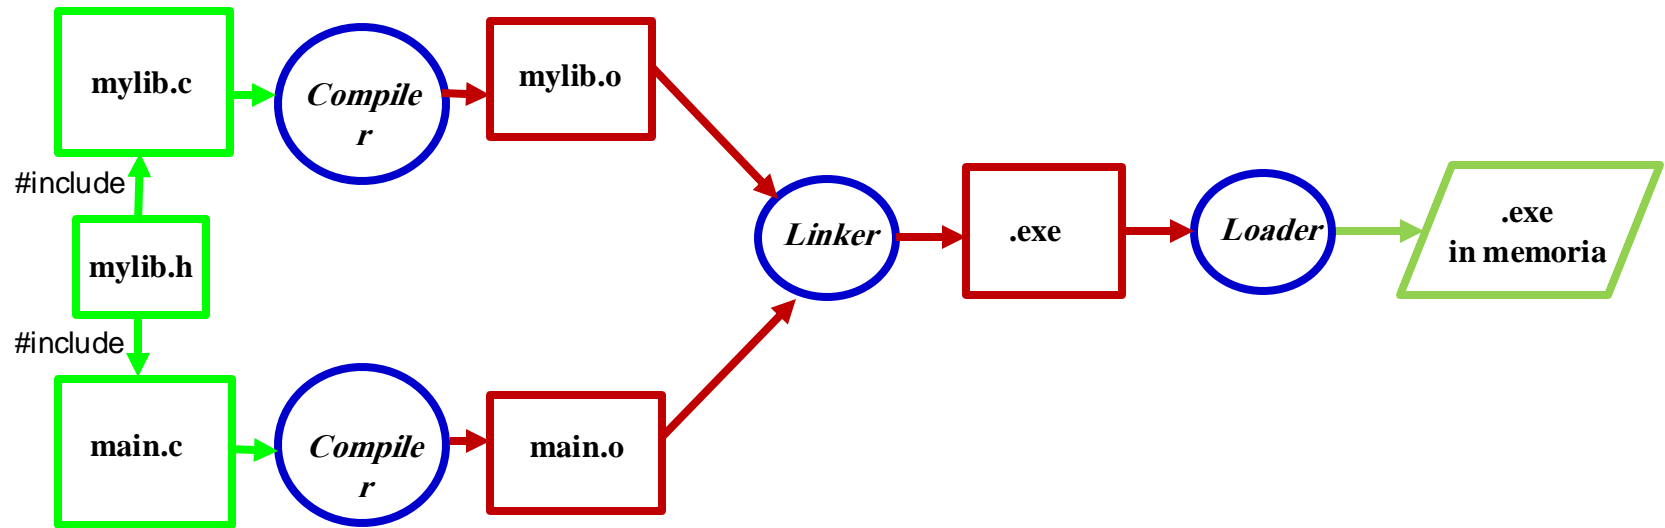 mylib.c
Compile
r
mylib.o
#include
mylib.h
#include
main.c
Compile
r
main.o
Linker
.exe
Loader
.exe
in memoria